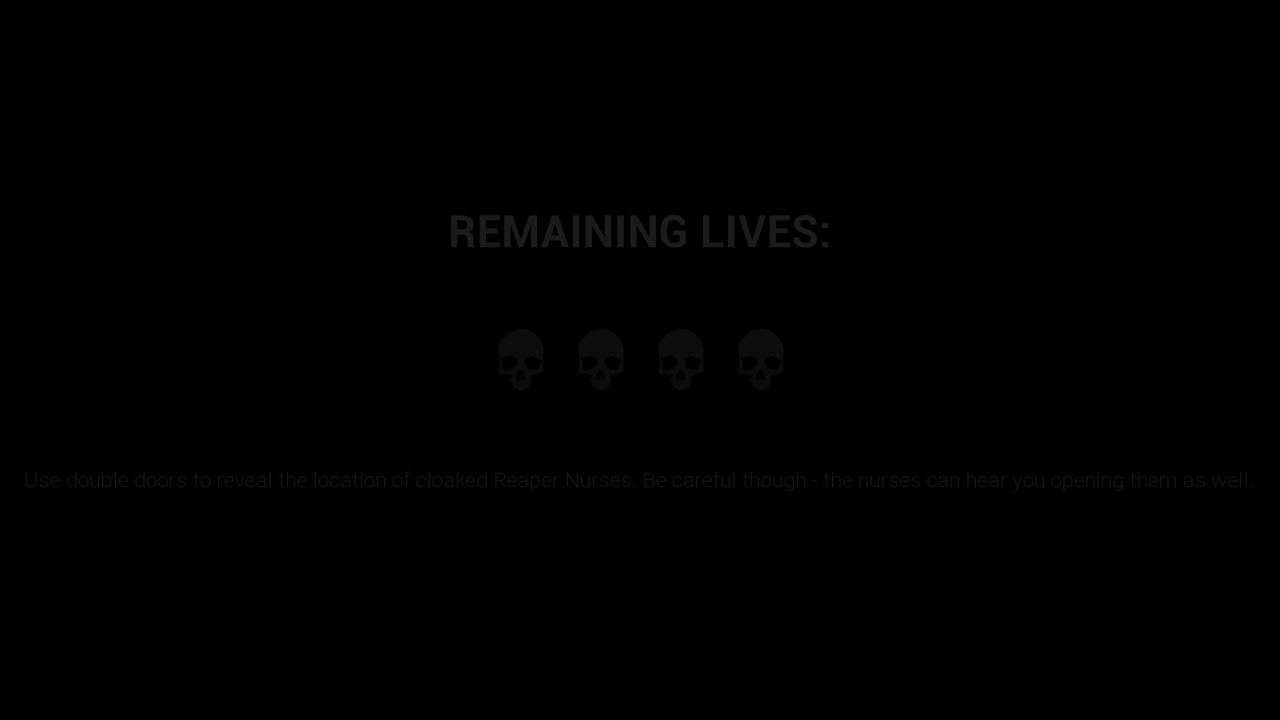 REMAINING LIVES:
Use double doors to reveal the location of cloaked Reaper Nurses. Be careful though - the nurses can hear you opening them as well.